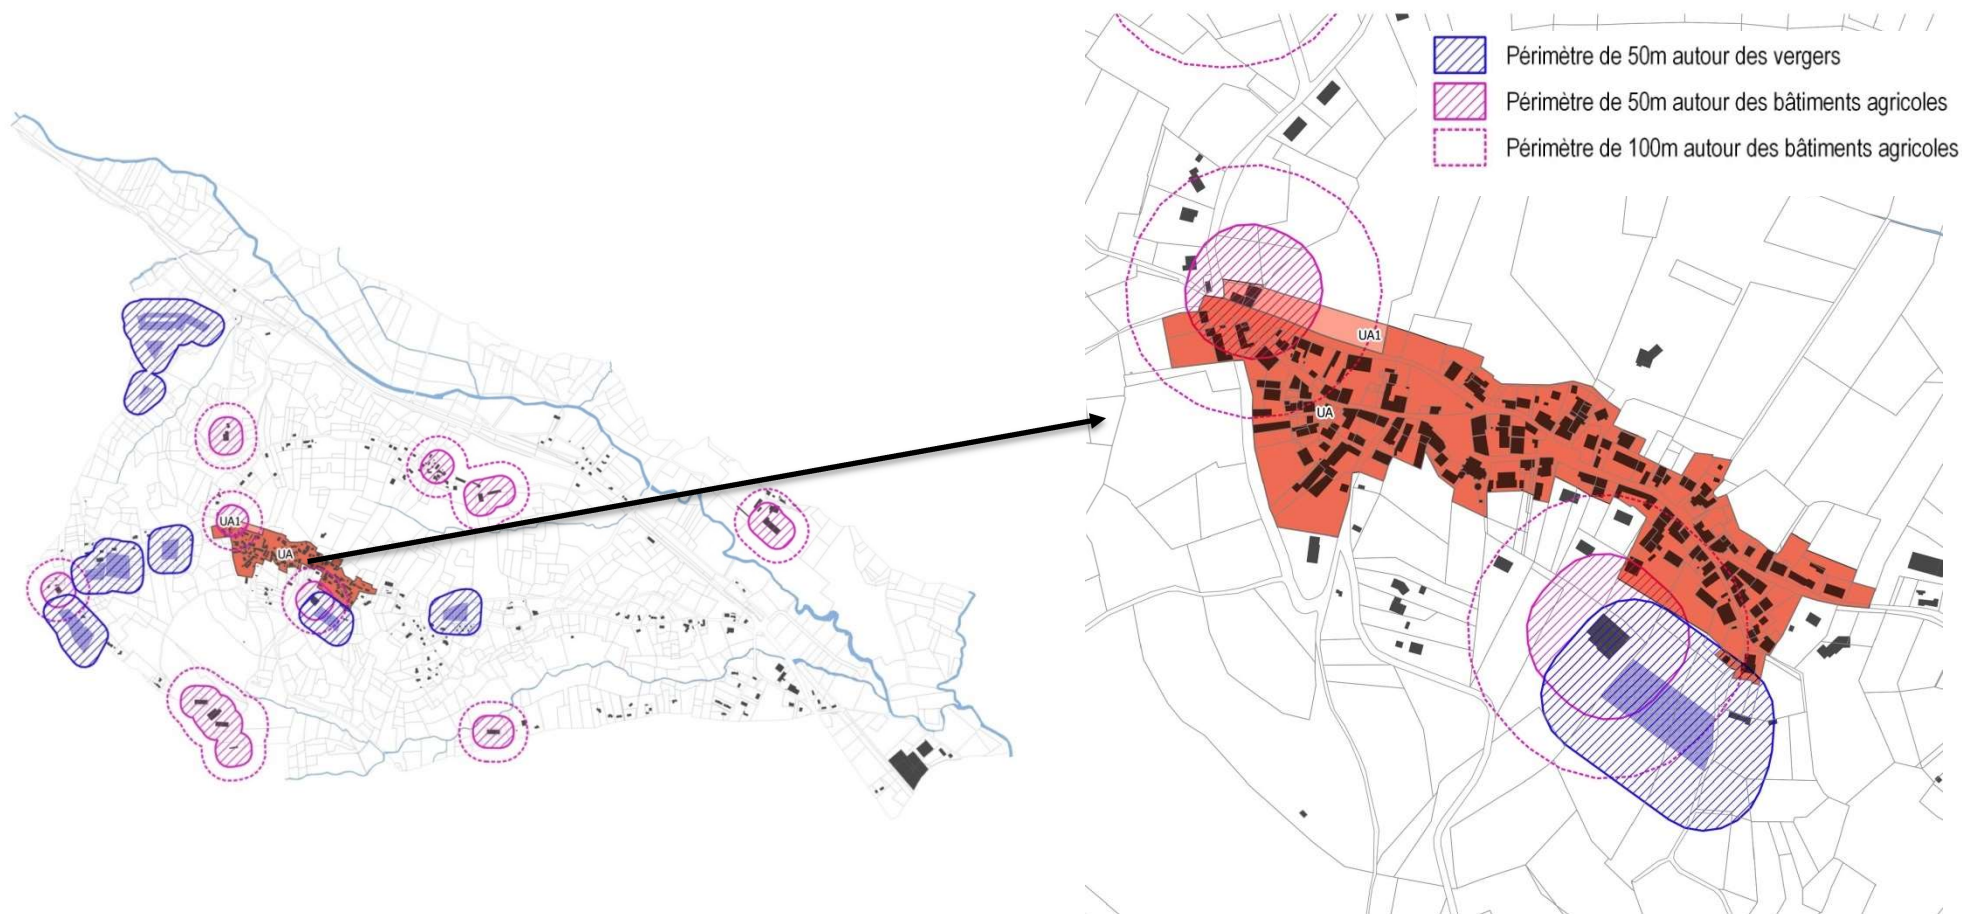 Périmètre de 50m autour des vergers
Périmètre de 50m autour des bâtiments agricoles
Périmètre de 100m autour des bâtiments agricoles
UA1
UA
UA1
UA